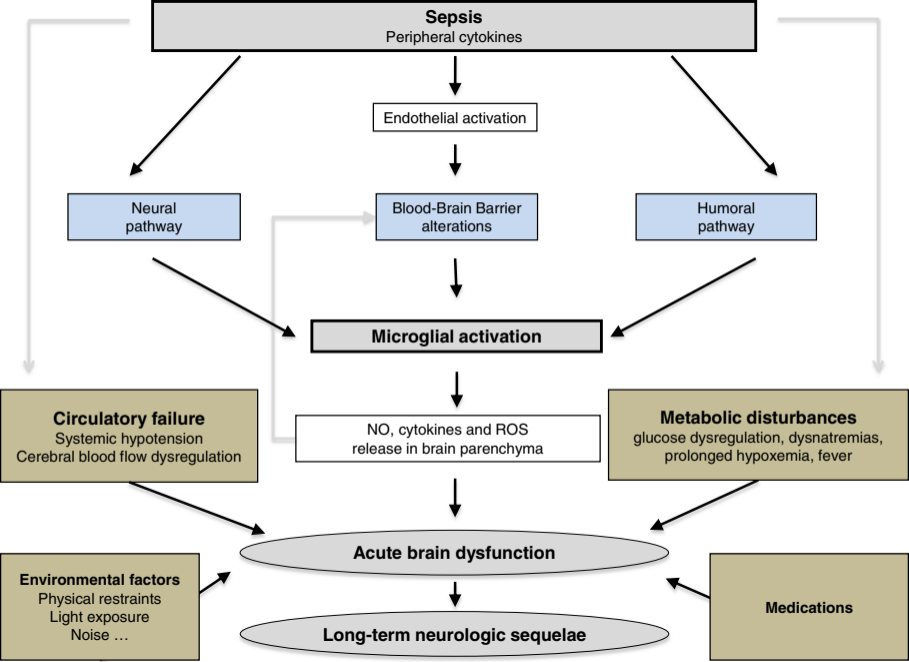 Sepsis
Peripheral cytokines
Endothelial activation
Neural
pathway
Blood-Brain Barrier
alterations
Humoral
pathway
Microglial activation
Circulatory failure
Systemic hypotension
Cerebral blood flow dysregulation
NO, cytokines and ROS
release in brain parenchyma
Metabolic disturbances
glucose dysregulation, dysnatremias,
prolonged hypoxemia, fever
Acute brain dysfunction
Environmental factors
Physical restraints
Light exposure
Noise ...
Medications
Long-term neurologic sequelae